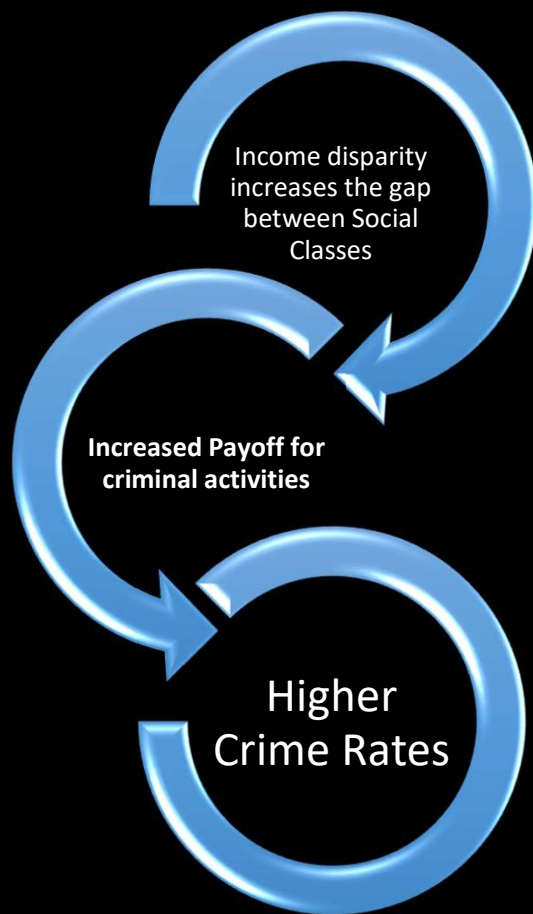 Income disparity
increases the gap
between Social
Classes
Increased Payoff for
criminal activities
Higher
Crime Rates